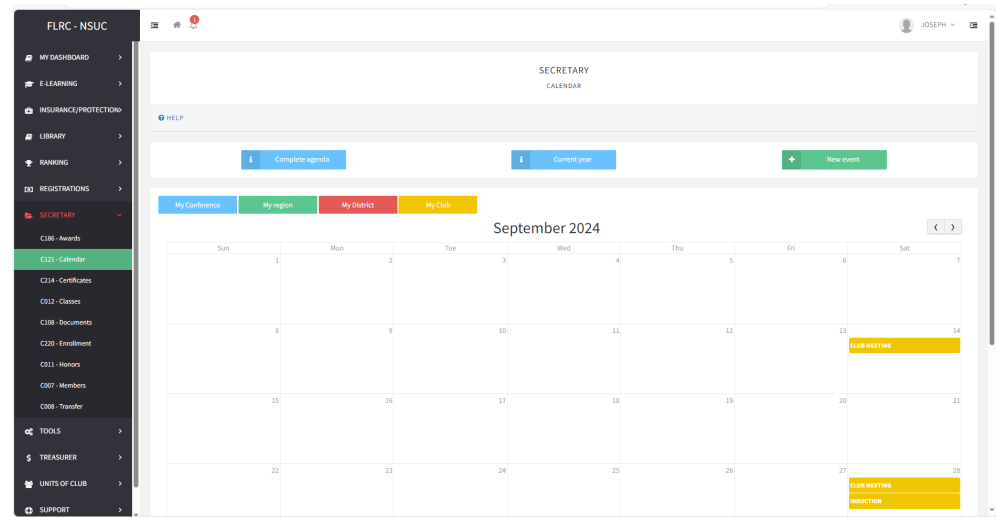 FLRC - NSUC
1
JOSEPH
MY DASHBOARD
E-LEARNING
INSURANCE/PROTECTION
LIBRARY
RANKING
REGISTRATIONS
SECRETARY
C186 - Awards
C121 - Calendar
C214 - Certificates
C012 - Classes
C108 - Documents
C220 - Enrollment
C011 - Honors
C007 - Members
C008 - Transfer
TOOLS
TREASURER
UNITS OF CLUB
SUPPORT
SECRETARY
CALENDAR
HELP
Complete agenda
Current year
New event
My Conference My region My District My Club
September 2024
Sun Mon Tue Wed Thu Fri Sat
1 2 3 4 5 6 7
8 9 10 11 12 13 14
CLUB MEETING
15 16 17 18 19 20 21
22 23 24 25 26 27 28
CLUB MEETING
INDUCTION